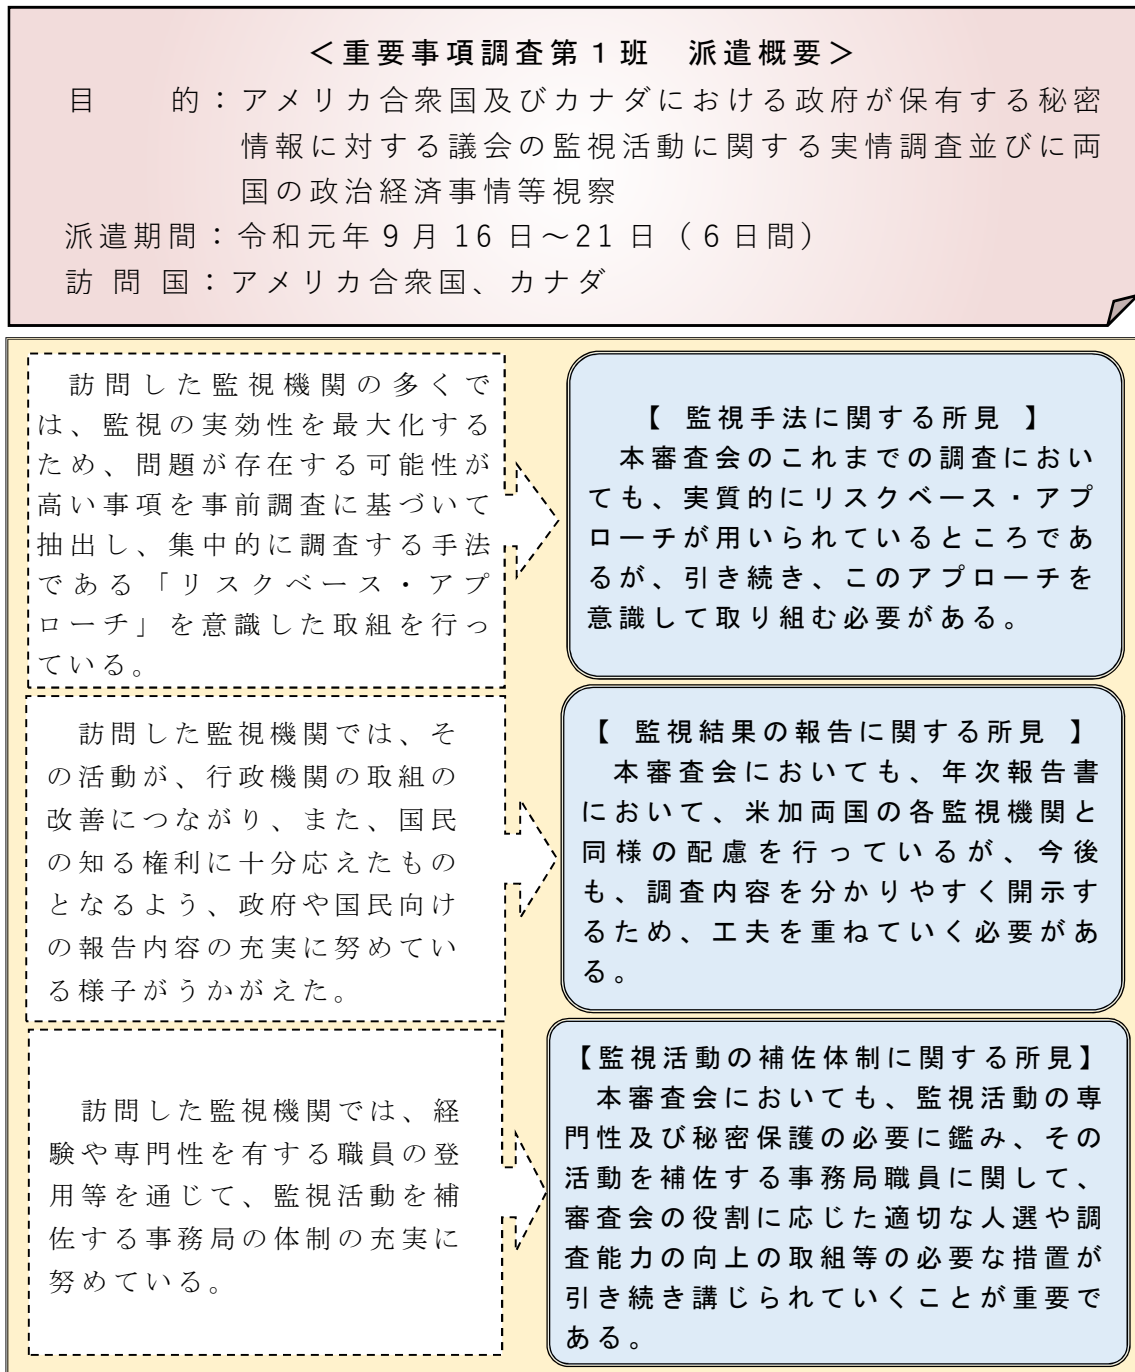 ＜重要事項調査第１班　派遣概要＞
目　　的：アメリカ合衆国及びカナダにおける政府が保有する秘密
情報に対する議会の監視活動に関する実情調査並びに両
国の政治経済事情等視察
派遣期間：令和元年９月16日～21日（６日間）
訪問国：アメリカ合衆国、カナダ
訪問した監視機関の多くで
は、監視の実効性を最大化する
ため、問題が存在する可能性が
高い事項を事前調査に基づいて
抽出し、集中的に調査する手法
である「リスクベース・アプ
ローチ」を意識した取組を行っ
ている。
【　監視手法に関する所見　】
本審査会のこれまでの調査におい
ても、実質的にリスクベース・アプ
ローチが用いられているところであ
るが、引き続き、このアプローチを
意識して取り組む必要がある。
訪問した監視機関では、そ
の活動が、行政機関の取組の
改善につながり、また、国民
の知る権利に十分応えたもの
となるよう、政府や国民向け
の報告内容の充実に努めてい
る様子がうかがえた。
【　監視結果の報告に関する所見　】
本審査会においても、年次報告書
において、米加両国の各監視機関と
同様の配慮を行っているが、今後
も、調査内容を分かりやすく開示す
るため、工夫を重ねていく必要があ
る。
訪問した監視機関では、経
験や専門性を有する職員の登
用等を通じて、監視活動を補
佐する事務局の体制の充実に
努めている。
【監視活動の補佐体制に関する所見】
本審査会においても、監視活動の専
門性及び秘密保護の必要に鑑み、その
活動を補佐する事務局職員に関して、
審査会の役割に応じた適切な人選や調
査能力の向上の取組等の必要な措置が
引き続き講じられていくことが重要で
ある。